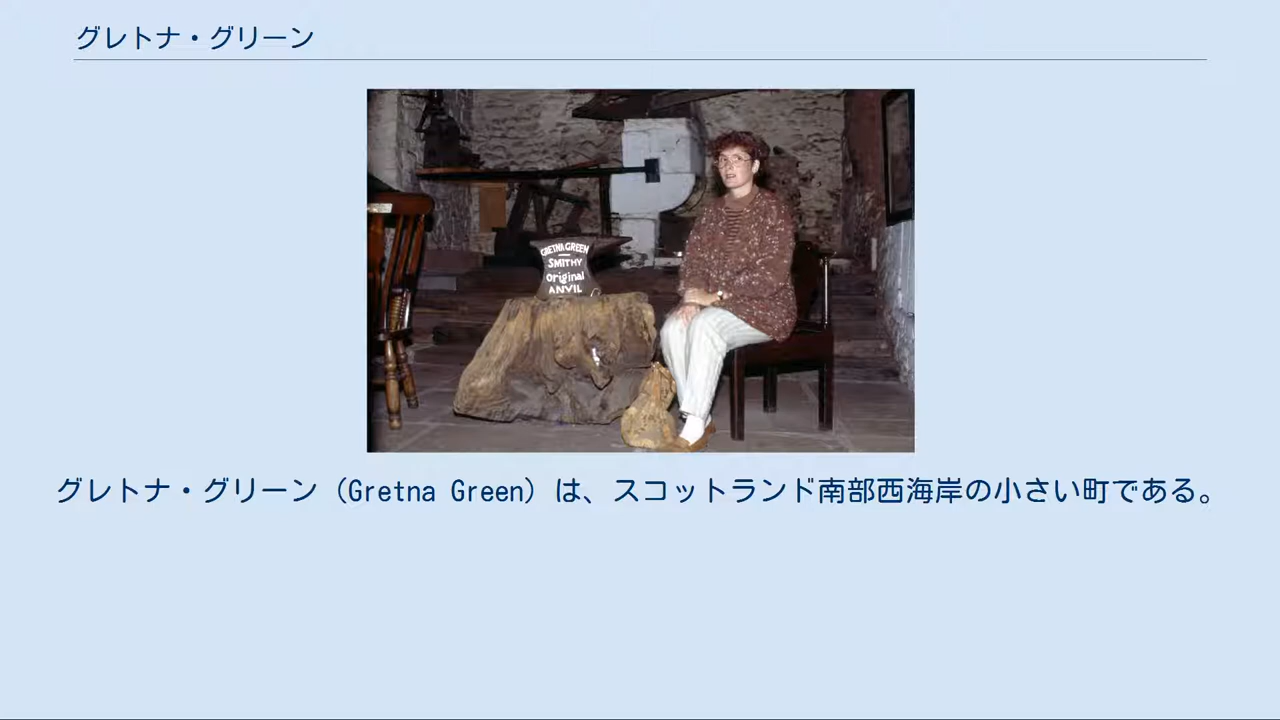 グレトナ・グリーン
GRETNA GREEN
SMITHY
original
ANVIL
グレトナ・グリーン（Gretna Green）は、スコットランド南部西海岸の小さい町である。